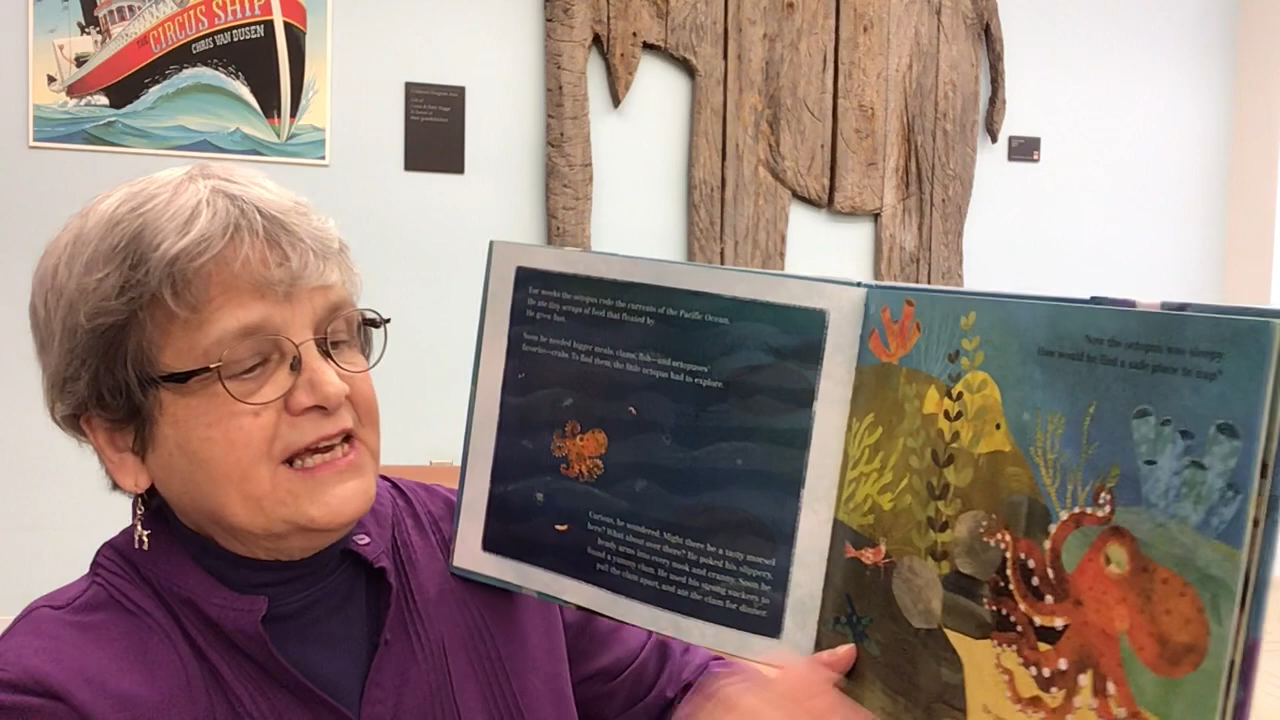 THE CIRCUS SHIP
CHRIS VAN DUSEN
For weeks the octopus rode the currents of the Pacific Ocean.
He ate tiny scraps of food that floated by.
He grew fast.
Soon he needed bigger meals: clams, fish—and octopuses'
favorite—crabs. To find them, the little octopus had to explore.
Curious, he wondered. Might there be a tasty morsel
here? What about over there? He poked his slippery,
bendy arms into every nook and cranny. Soon he
found a yummy clam. He used his strong suckers to
pull the clam apart, and ate the clam for dinner.
Now the octopus was sleepy.
would he find a safe place to nap?